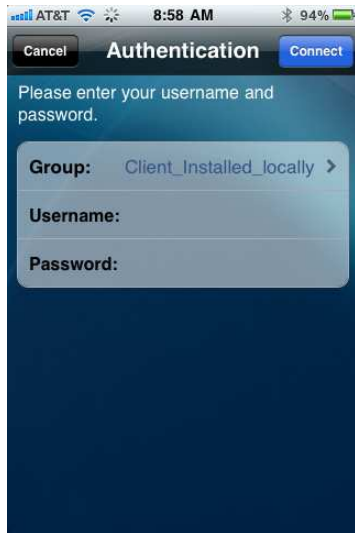 AT&T 8:58 AM 94%
Cancel Authentication Connect
Please enter your username and
password.
Group: Client_Installed_locally
Username:
Password: